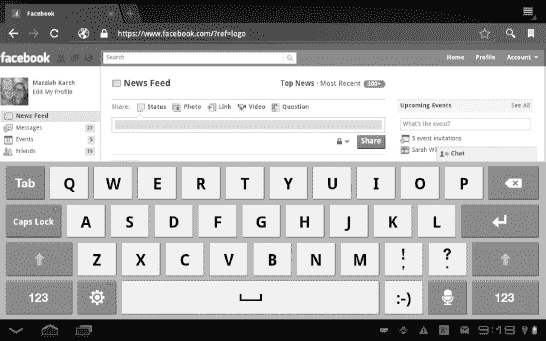 Facebook
https://www.facebook.com/?ref=logo
facebook
Search
Home Profile Account
Marziah Karch
Edit My Profile
News Feed
Messages 27
Events 5
Friends 15
News Feed
Top News · Most Recent 300+
Share: Status Photo Link Video Question
Share
Upcoming Events See All
What's the event?
5 event invitations
Sarah W
Chat
Tab Q W E R T Y U I O P
Caps Lock A S D F G H J K L
Z X C V B N M ! , ? .
123 :-) 123
9:18